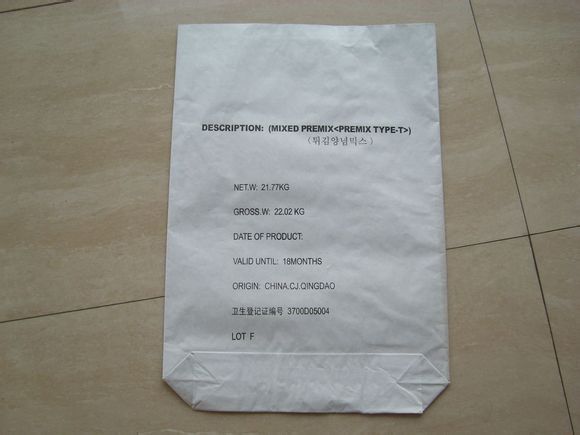 DESCRIPTION: (MIXED PREMIX<PREMIX TYPE-T>)
(튀김양념믹스)
NET.W: 21.77KG
GROSS.W: 22.02 KG
DATE OF PRODUCT:
VALID UNTIL: 18MONTHS
ORIGIN: CHINA.CJ.QINGDAO
卫生登记证编号 3700D05004
LOT F